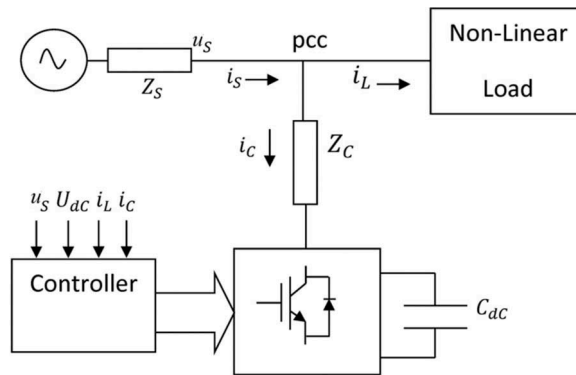 u_S
pcc
Non-Linear
Load
Z_S
i_S
i_L
i_C
Z_C
u_S U_dC i_L i_C
Controller
C_dC